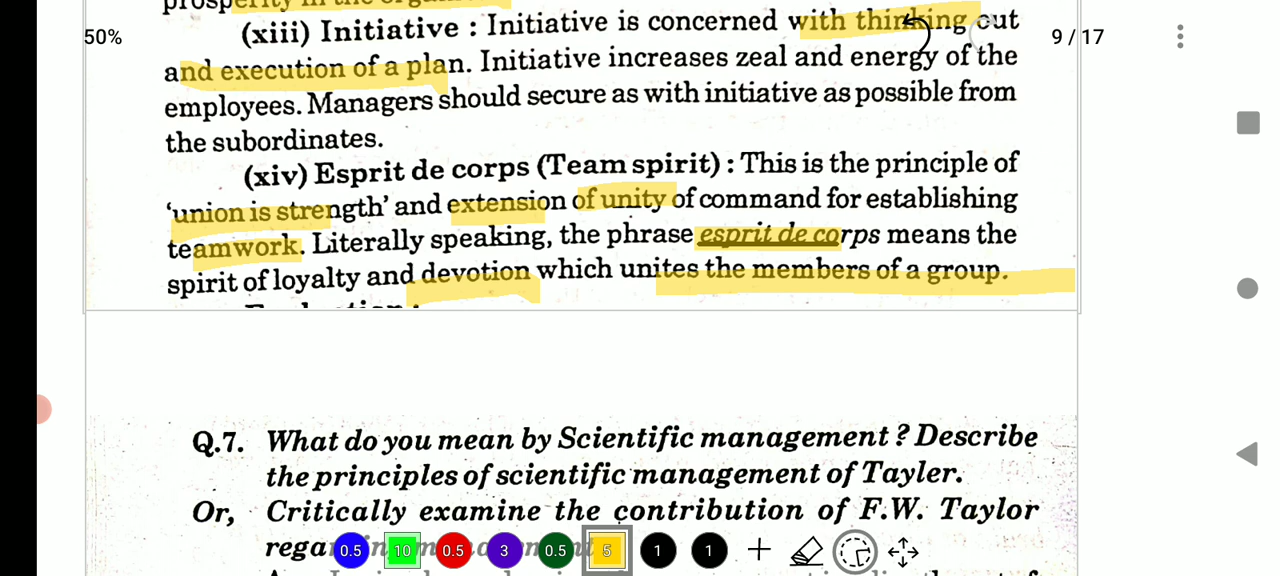 50%
9 / 17
(xiii) Initiative : Initiative is concerned with thinking out
and execution of a plan. Initiative increases zeal and energy of the
employees. Managers should secure as with initiative as possible from
the subordinates.
(xiv) Esprit de corps (Team spirit) : This is the principle of
‘union is strength’ and extension of unity of command for establishing
teamwork. Literally speaking, the phrase esprit de corps means the
spirit of loyalty and devotion which unites the members of a group.
Q.7. What do you mean by Scientific management ? Describe
the principles of scientific management of Tayler.
Or, Critically examine the contribution of F.W. Taylor
0.5 10 0.5 3 0.5 5 1 1